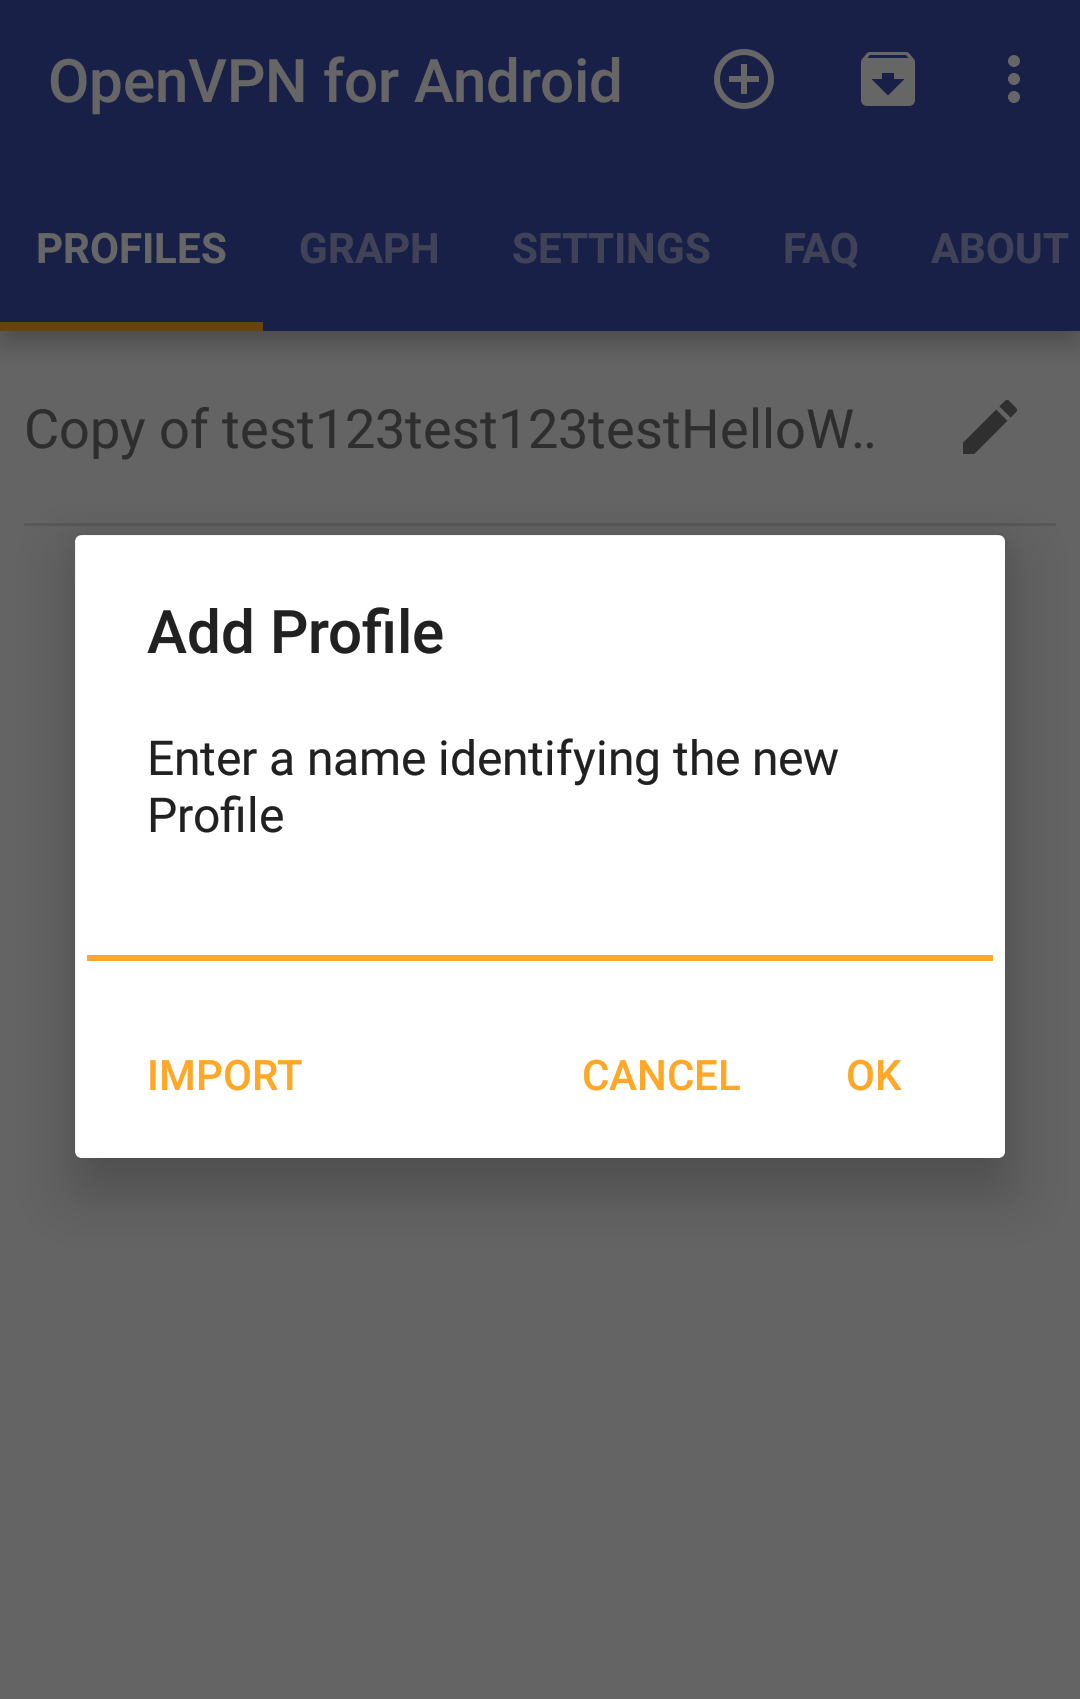 OpenVPN for Android
PROFILES GRAPH SETTINGS FAQ ABOUT
Copy of test123test123testHelloW..
Add Profile
Enter a name identifying the new
Profile
IMPORT CANCEL OK